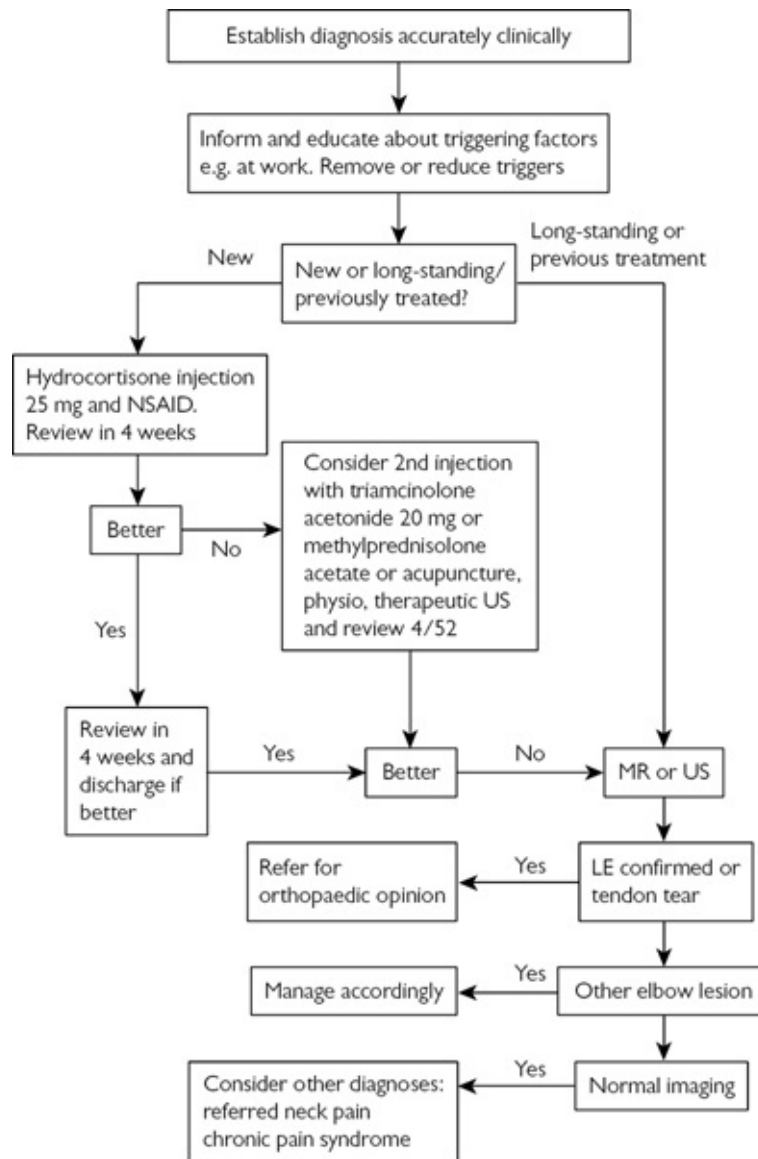 Establish diagnosis accurately clinically
Inform and educate about triggering factors
e.g. at work. Remove or reduce triggers
New
New or long-standing/
previously treated?
Long-standing or
previous treatment
Hydrocortisone injection
25 mg and NSAID.
Review in 4 weeks
Better
No
Consider 2nd injection
with triamcinolone
acetonide 20 mg or
methylprednisolone
acetate or acupuncture,
physio, therapeutic US
and review 4/52
Yes
Review in
4 weeks and
discharge if
better
Yes
Better
No
MR or US
LE confirmed or
tendon tear
Yes
Refer for
orthopaedic opinion
Other elbow lesion
Yes
Manage accordingly
Normal imaging
Yes
Consider other diagnoses:
referred neck pain
chronic pain syndrome